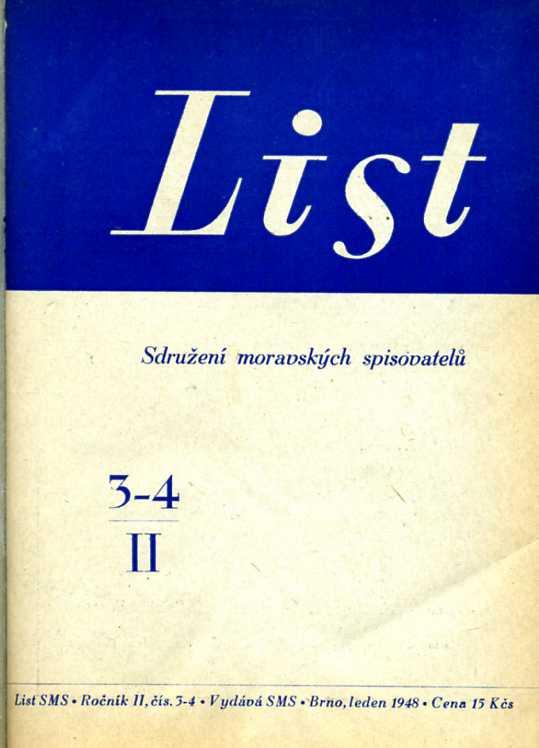 List
Sdružení moravských spisovatelů
3-4
II
List SMS • Ročník II, čís. 3-4 • Vydává SMS • Brno, leden 1948 • Cena 15 Kčs